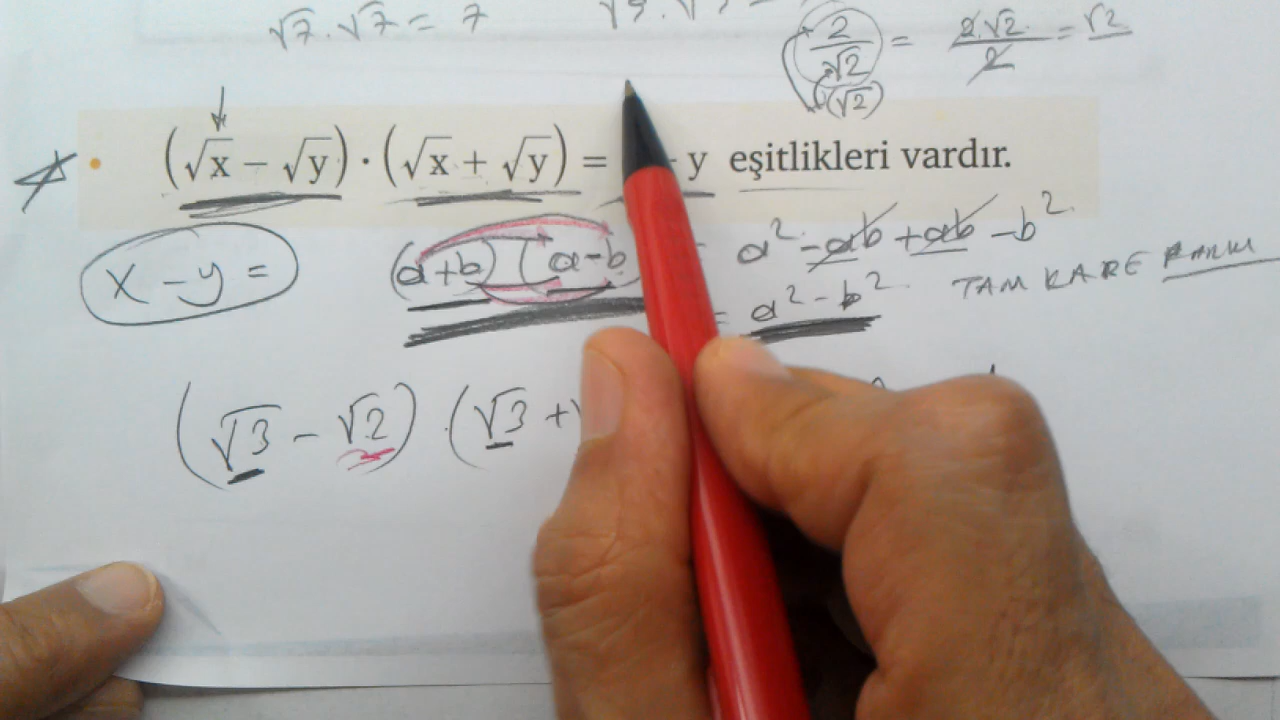 √7 . √7 = 7
2/√2 = 2.√2/2 = √2
(√2)
(√x − √y) · (√x + √y) = y eşitlikleri vardır.
(a+b) (a−b) = a² − ab + ab − b²
x − y =
= a² − b² TAM KARE
(√3 − √2) . (√3 +